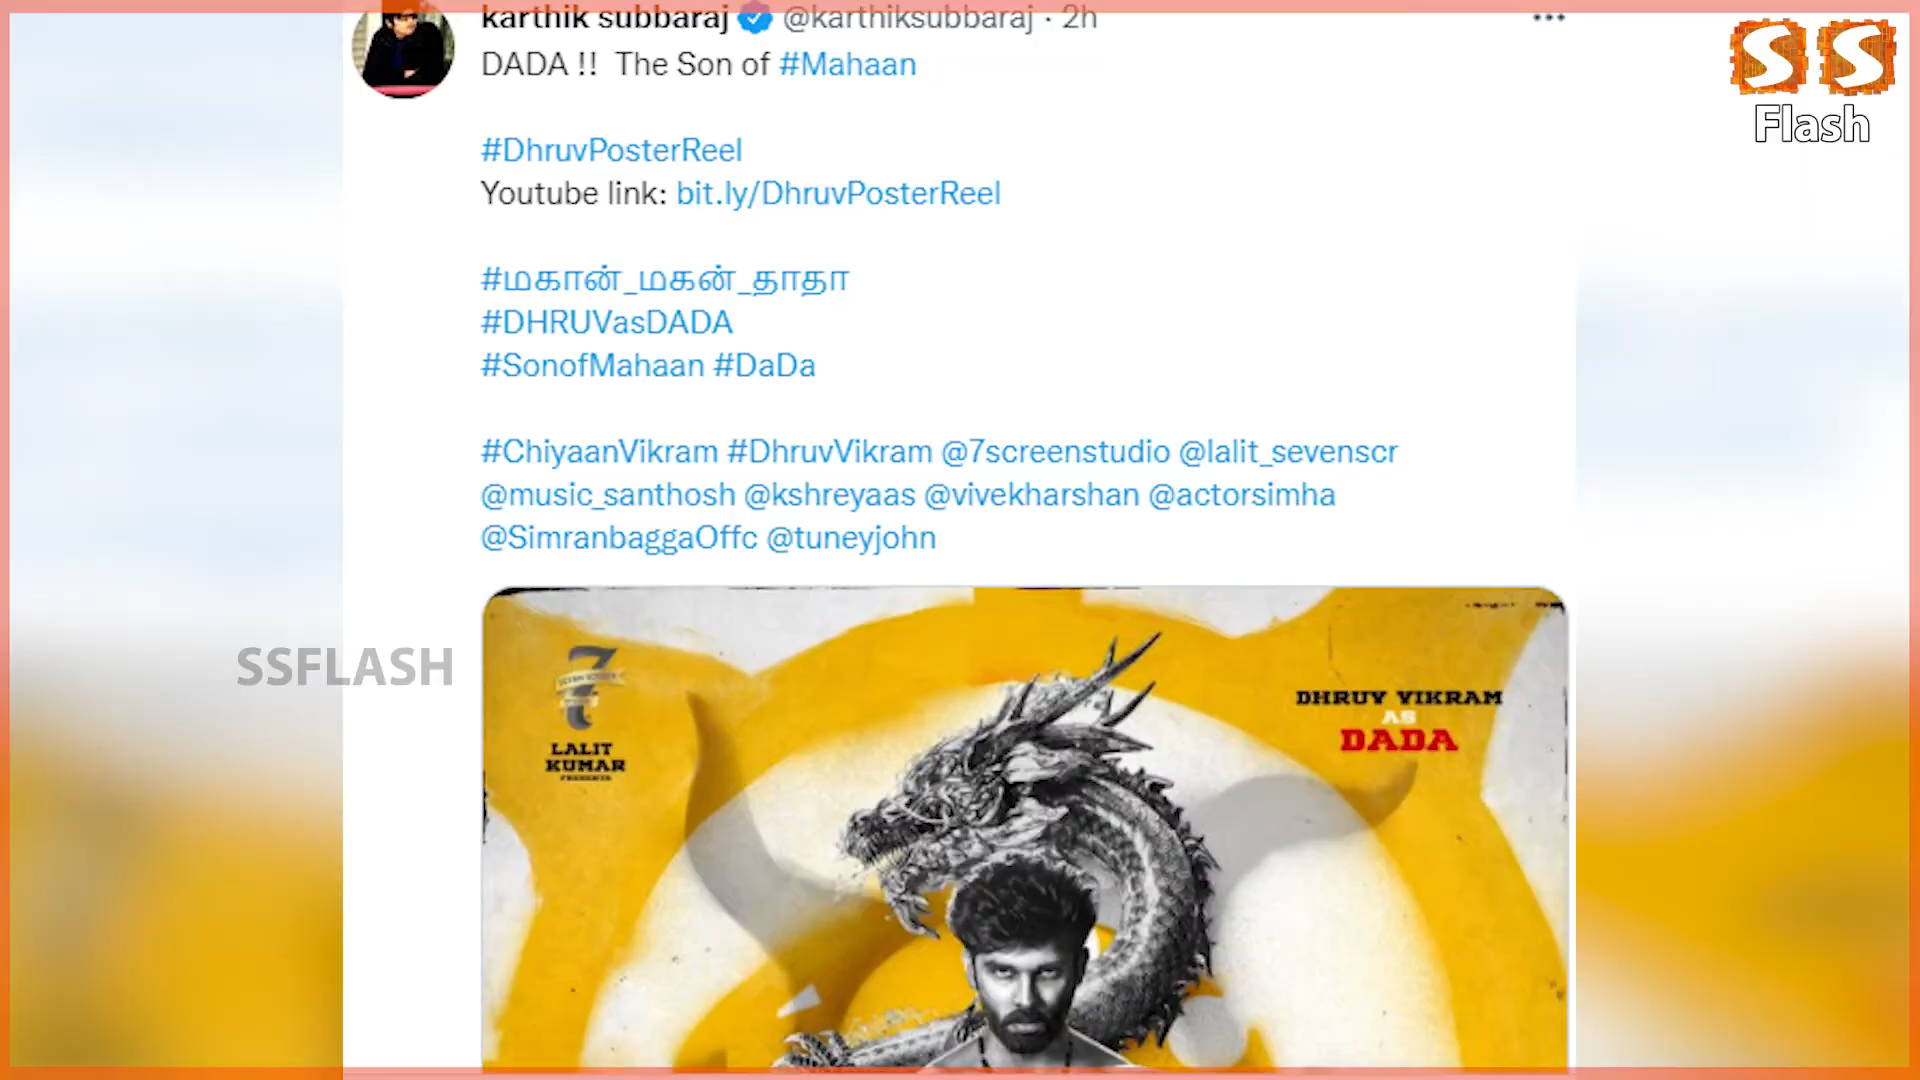 karthik subbaraj @karthiksubbaraj · 2h
DADA !! The Son of #Mahaan
#DhruvPosterReel
Youtube link: bit.ly/DhruvPosterReel
#மகான்_மகன்_தாதா
#DHRUVasDADA
#SonofMahaan #DaDa
#ChiyaanVikram #DhruvVikram @7screenstudio @lalit_sevenscr
@music_santhosh @kshreyaas @vivekharshan @actorsimha
@SimranbaggaOffc @tuneyjohn
SS
Flash
SSFLASH
7
LALIT
KUMAR
PRESENTS
DHRUV VIKRAM
AS
DADA